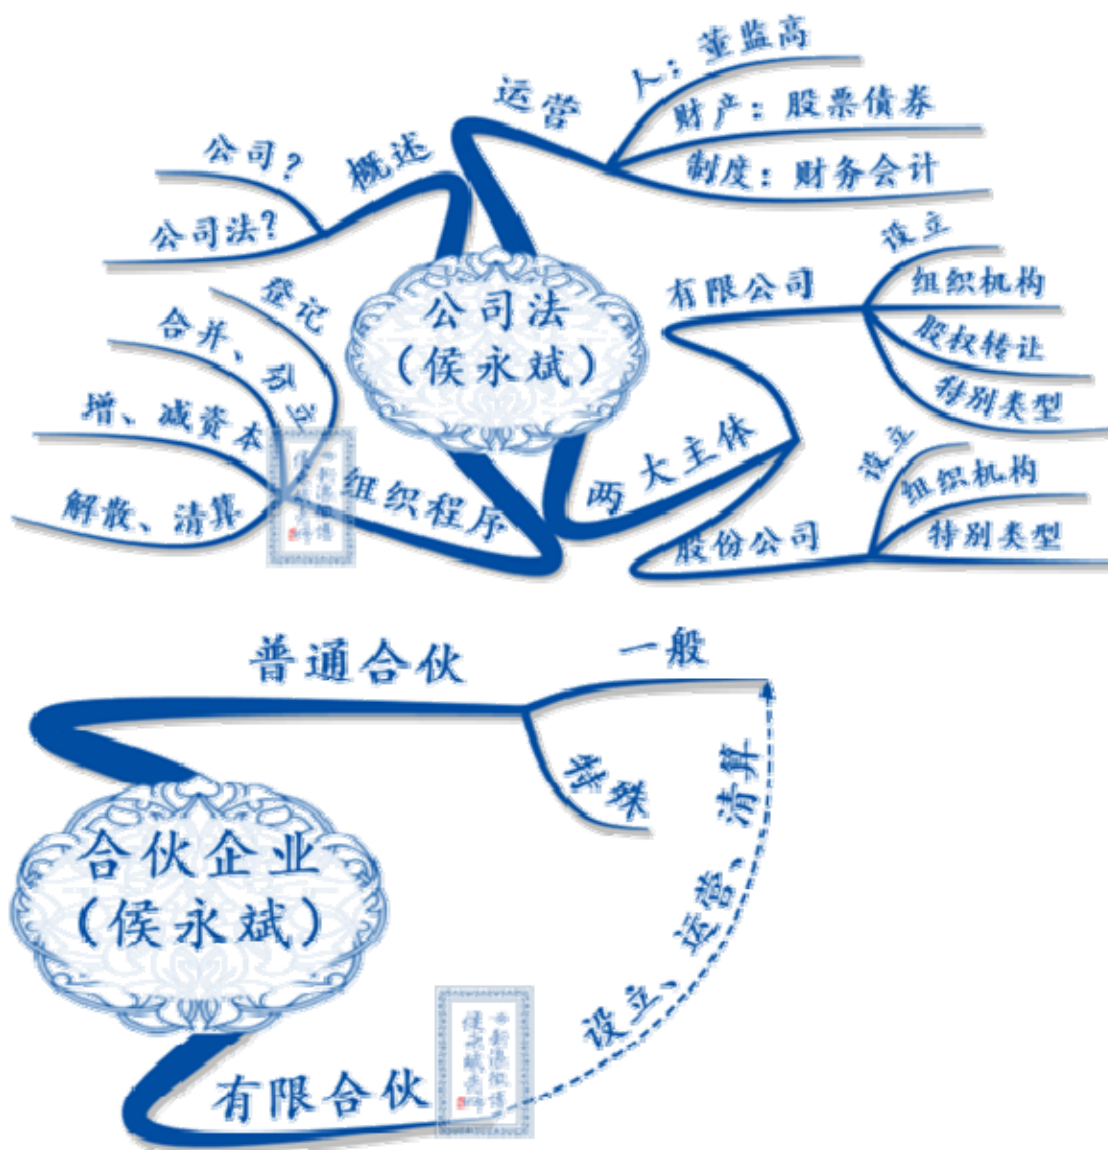 公司法
（侯永斌）
概述
公司？
公司法？
运营
人：董监高
财产：股票债券
制度：财务会计
两大主体
有限公司
设立
组织机构
股权转让
特别类型
股份公司
设立
组织机构
特别类型
组织程序
登记
合并、分立
增、减资本
解散、清算
合伙企业
（侯永斌）
普通合伙
一般
特殊
有限合伙
设立、运营、清算